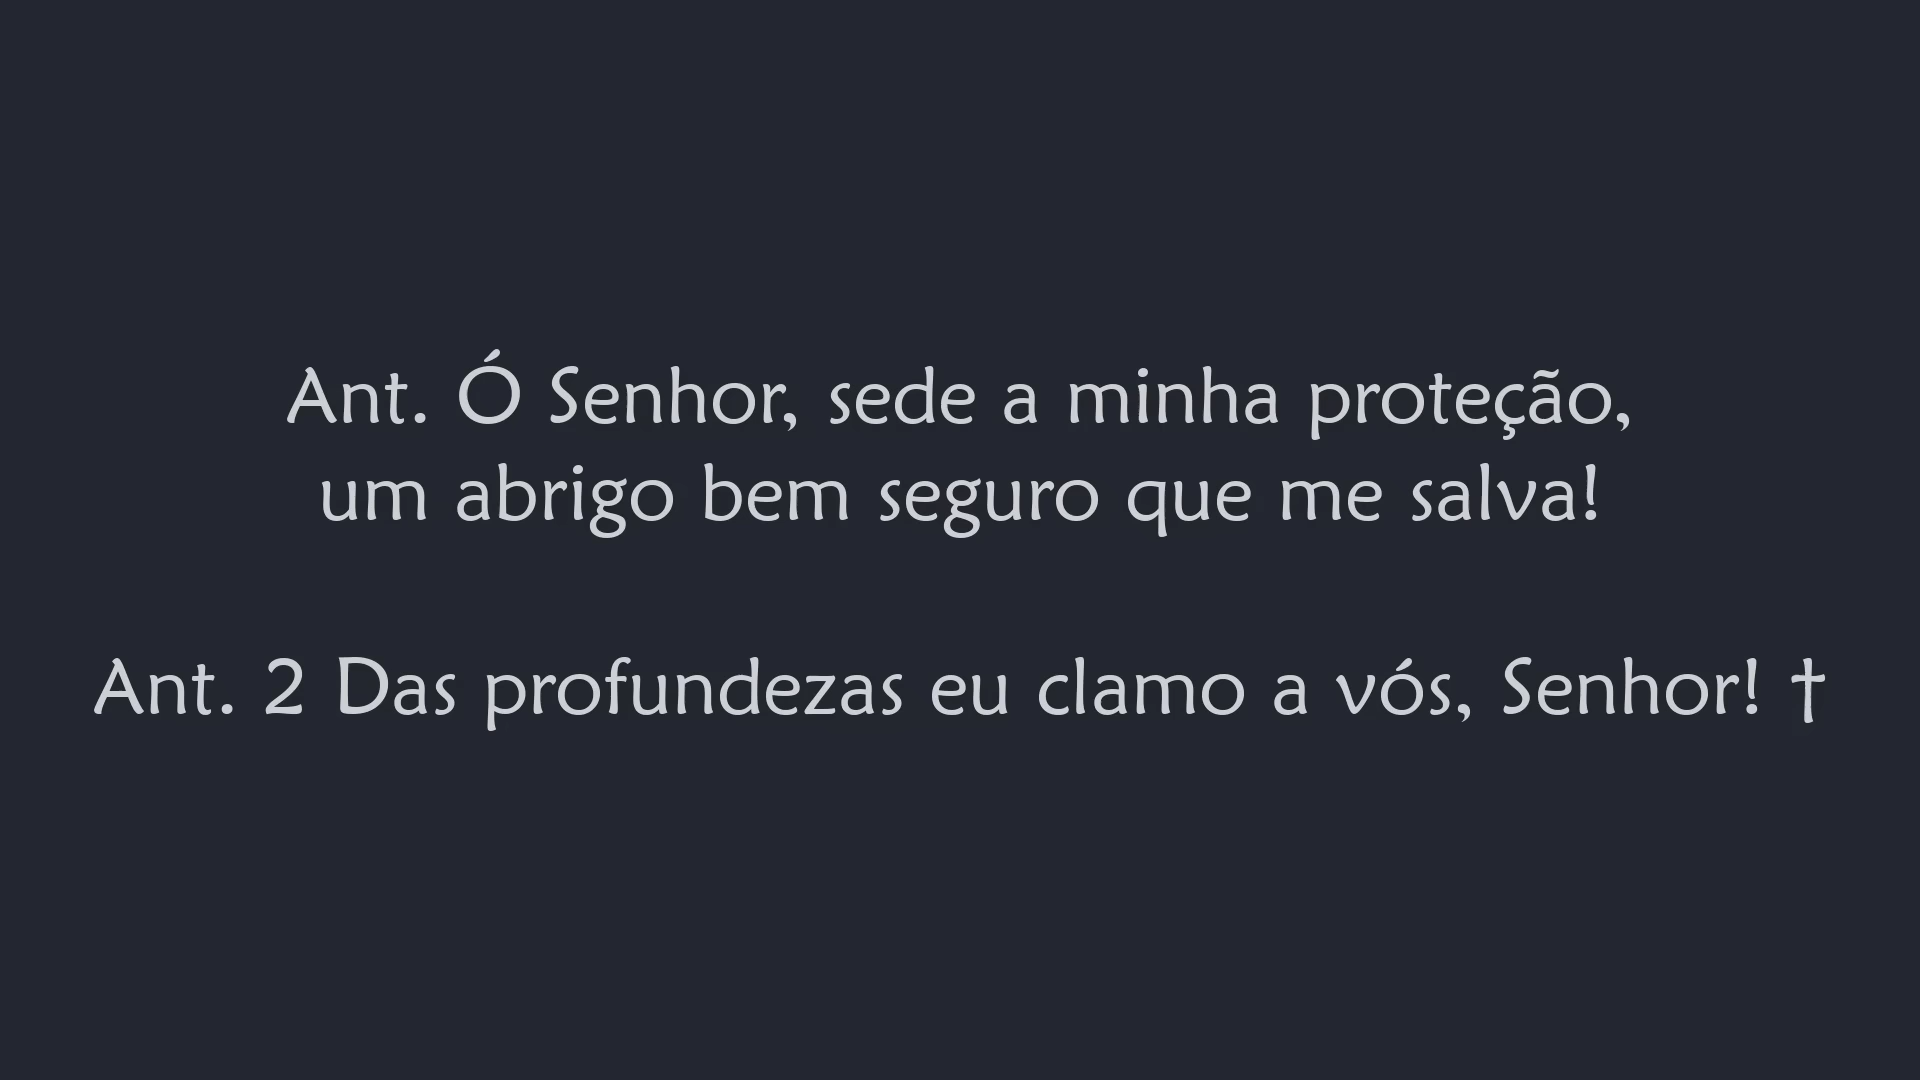 Ant. Ó Senhor, sede a minha proteção,
um abrigo bem seguro que me salva!
Ant. 2 Das profundezas eu clamo a vós, Senhor! †